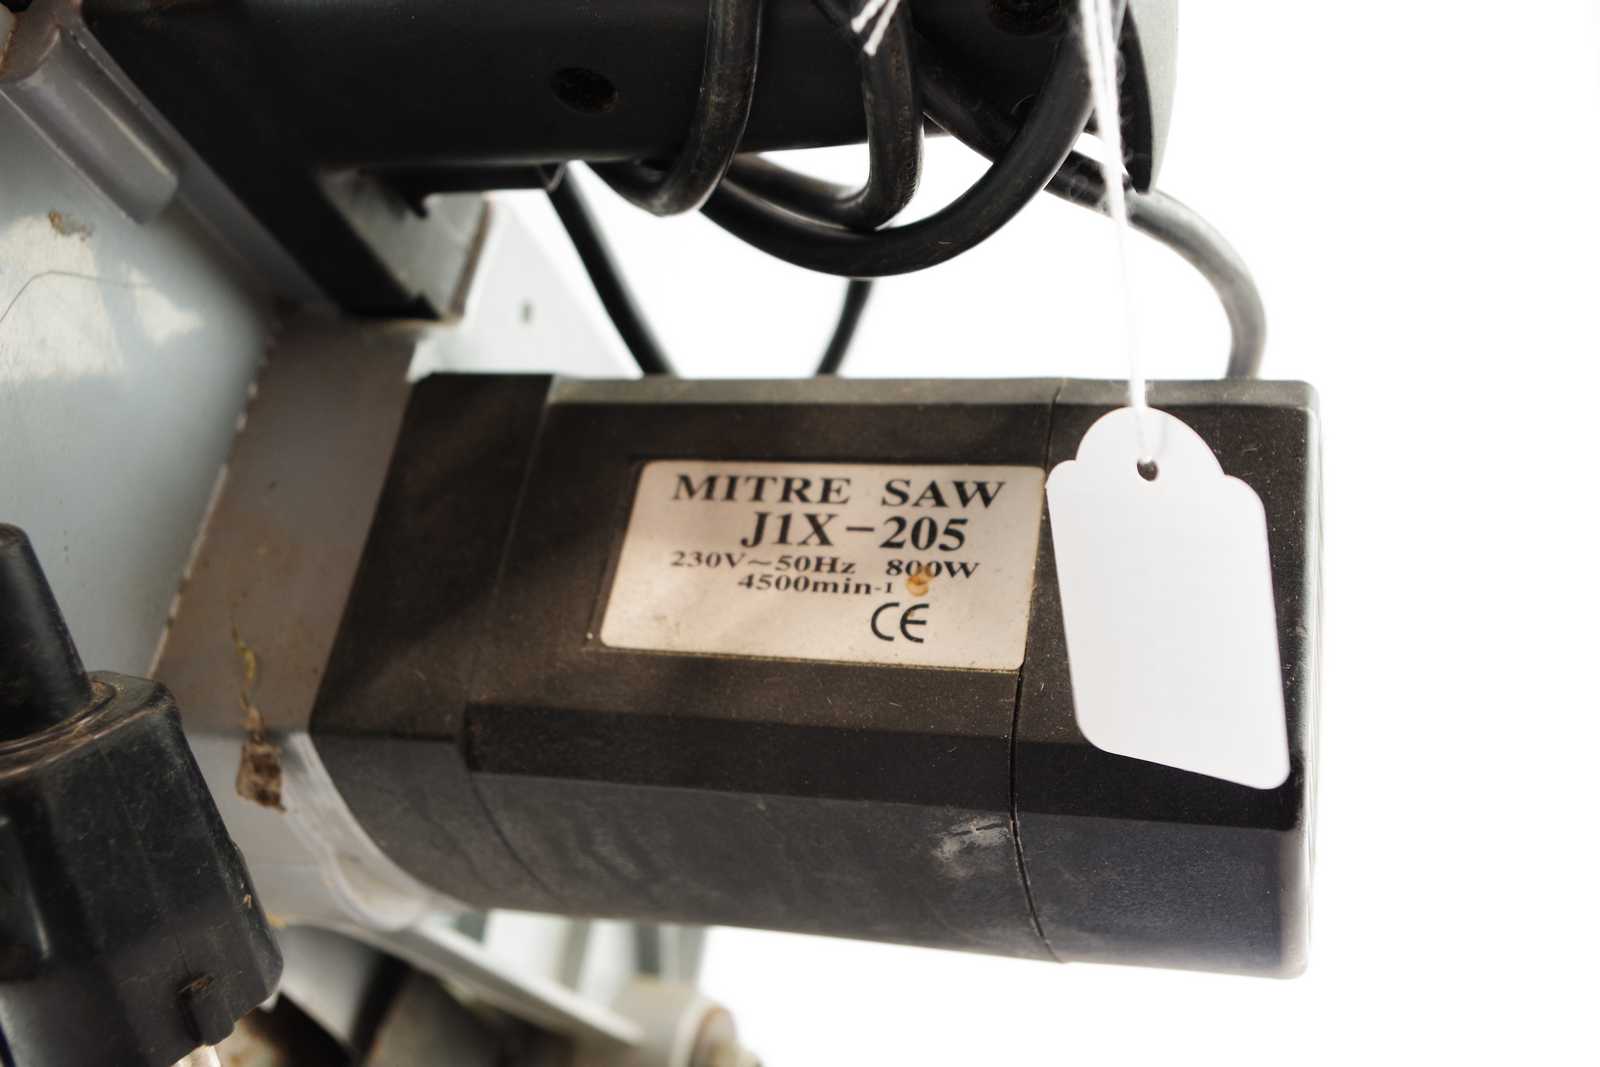 MITRE SAW
J1X-205
230V~50Hz 800W
4500min-1
CE